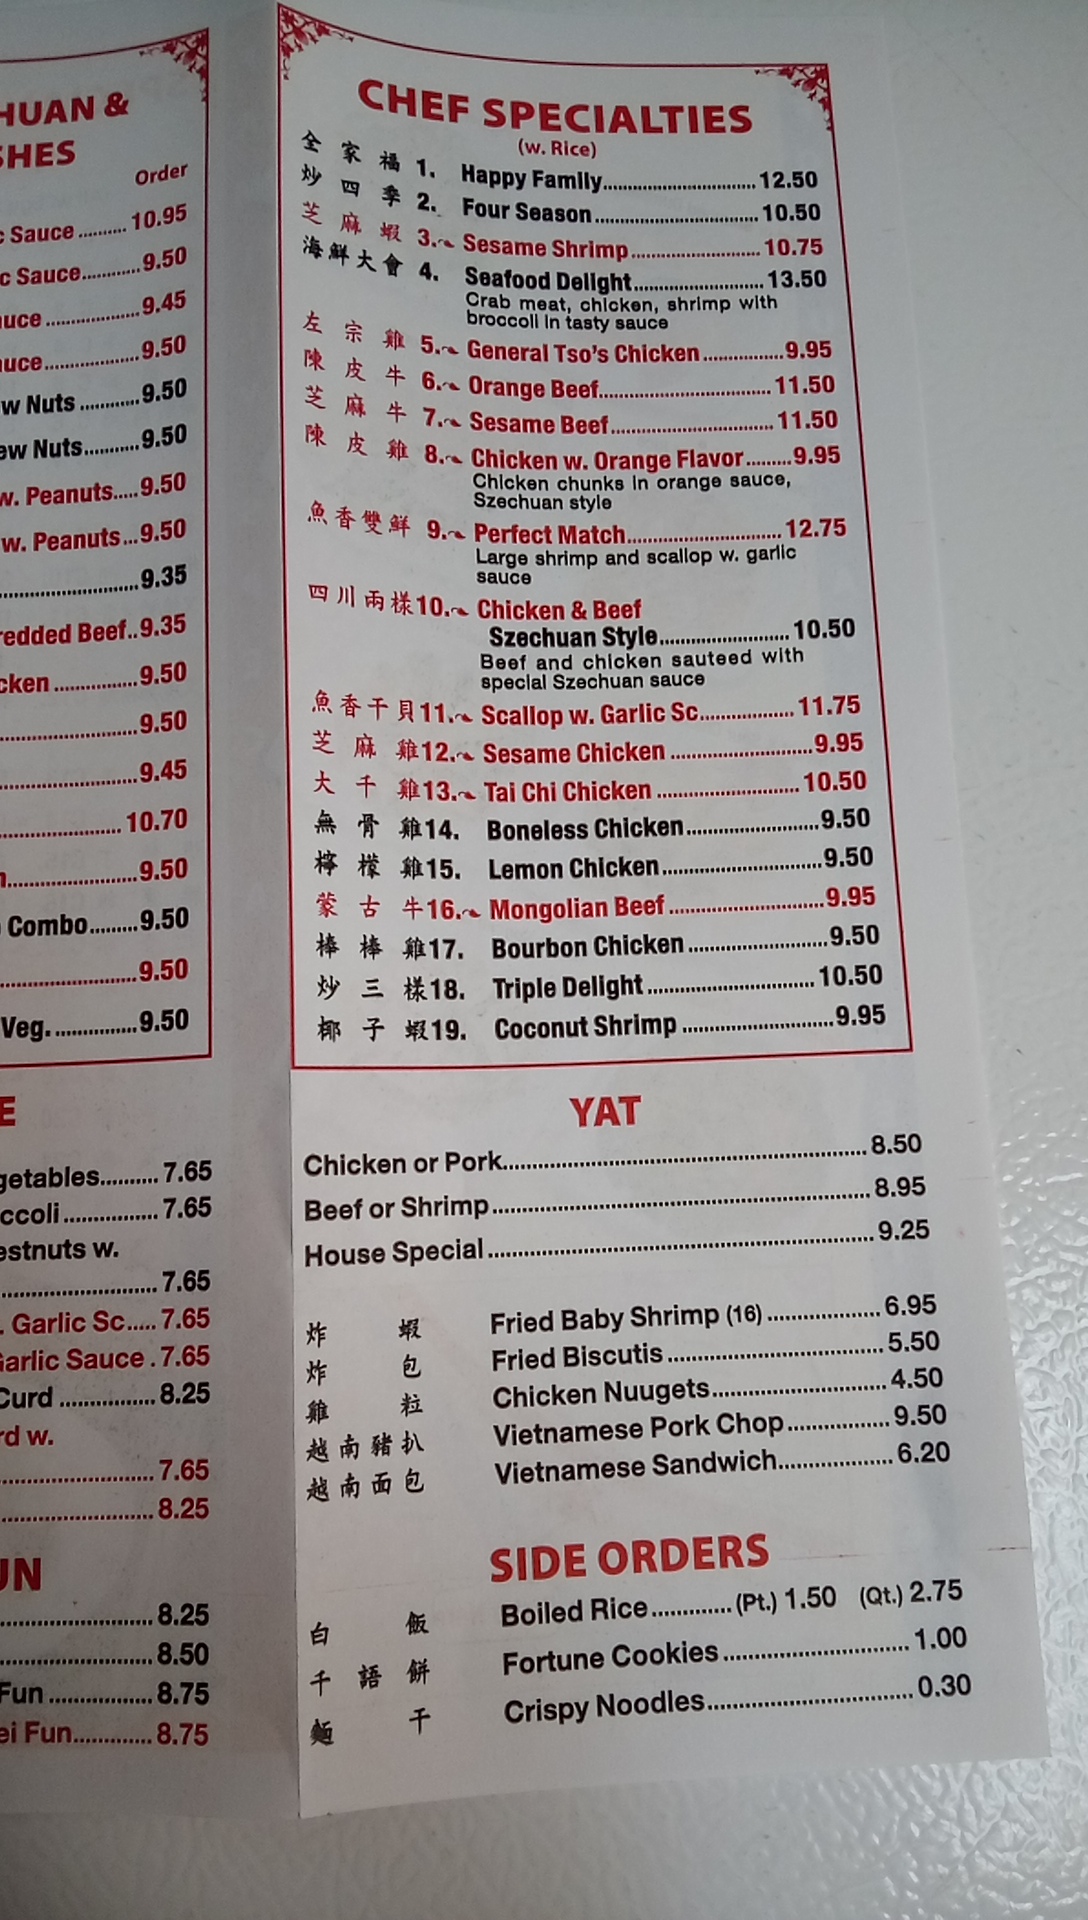 HUAN &
SHES
Order
c Sauce .......... 10.95
c Sauce............ 9.50
uce .................... 9.45
auce.................... 9.50
w Nuts ............ 9.50
ew Nuts........... 9.50
w. Peanuts..... 9.50
w. Peanuts... 9.50
9.35
redded Beef.. 9.35
cken ................ 9.50
9.50
9.45
10.70
9.50
Combo......... 9.50
9.50
Veg. ............... 9.50
E
getables.......... 7.65
ccoli ................. 7.65
estnuts w.
7.65
. Garlic Sc..... 7.65
Garlic Sauce . 7.65
Curd ................. 8.25
rd w.
7.65
8.25
UN
8.25
8.50
Fun ................... 8.75
ei Fun.............. 8.75
CHEF SPECIALTIES
(w. Rice)
全家福 1. Happy Family.................................. 12.50
炒四季 2. Four Season .................................... 10.50
芝麻蝦 3. Sesame Shrimp ............................. 10.75
海鮮大會 4. Seafood Delight............................. 13.50
Crab meat, chicken, shrimp with
broccoli in tasty sauce
左宗雞 5. General Tso's Chicken ................. 9.95
陳皮牛 6. Orange Beef..................................... 11.50
芝麻牛 7. Sesame Beef................................... 11.50
陳皮雞 8. Chicken w. Orange Flavor......... 9.95
Chicken chunks in orange sauce,
Szechuan style
魚香雙鮮 9. Perfect Match................................. 12.75
Large shrimp and scallop w. garlic
sauce
四川兩樣 10. Chicken & Beef
Szechuan Style............................. 10.50
Beef and chicken sauteed with
special Szechuan sauce
魚香干貝 11. Scallop w. Garlic Sc..................... 11.75
芝麻雞 12. Sesame Chicken .............................. 9.95
大千雞 13. Tai Chi Chicken .............................. 10.50
無骨雞 14. Boneless Chicken............................ 9.50
檸檬雞 15. Lemon Chicken................................. 9.50
蒙古牛 16. Mongolian Beef ................................ 9.95
棒棒雞 17. Bourbon Chicken ............................ 9.50
炒三樣 18. Triple Delight .................................. 10.50
椰子蝦 19. Coconut Shrimp .............................. 9.95
YAT
Chicken or Pork.................................................................. 8.50
Beef or Shrimp .................................................................. 8.95
House Special .................................................................... 9.25
炸蝦 Fried Baby Shrimp (16) .................... 6.95
炸包 Fried Biscutis ...................................... 5.50
雞粒 Chicken Nuugets................................ 4.50
越南豬扒 Vietnamese Pork Chop .................. 9.50
越南面包 Vietnamese Sandwich.................... 6.20
SIDE ORDERS
白飯 Boiled Rice .............. (Pt.) 1.50 (Qt.) 2.75
千語餅 Fortune Cookies ................................ 1.00
麵干 Crispy Noodles.................................... 0.30